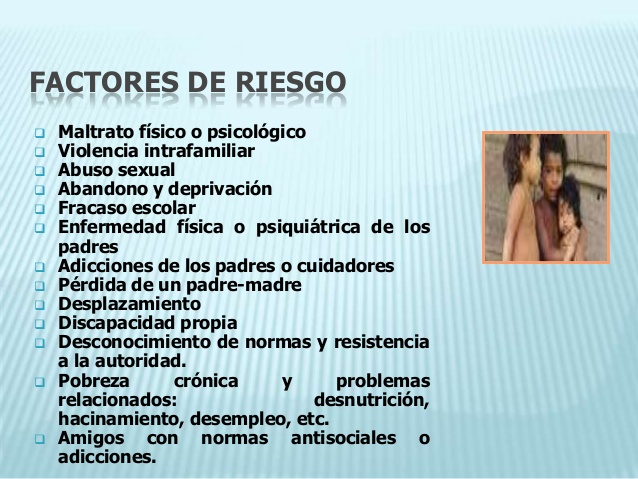 FACTORES DE RIESGO
Maltrato físico o psicológico
Violencia intrafamiliar
Abuso sexual
Abandono y deprivación
Fracaso escolar
Enfermedad física o psiquiátrica de los
padres
Adicciones de los padres o cuidadores
Pérdida de un padre-madre
Desplazamiento
Discapacidad propia
Desconocimiento de normas y resistencia
a la autoridad.
Pobreza crónica y problemas
relacionados: desnutrición,
hacinamiento, desempleo, etc.
Amigos con normas antisociales o
adicciones.